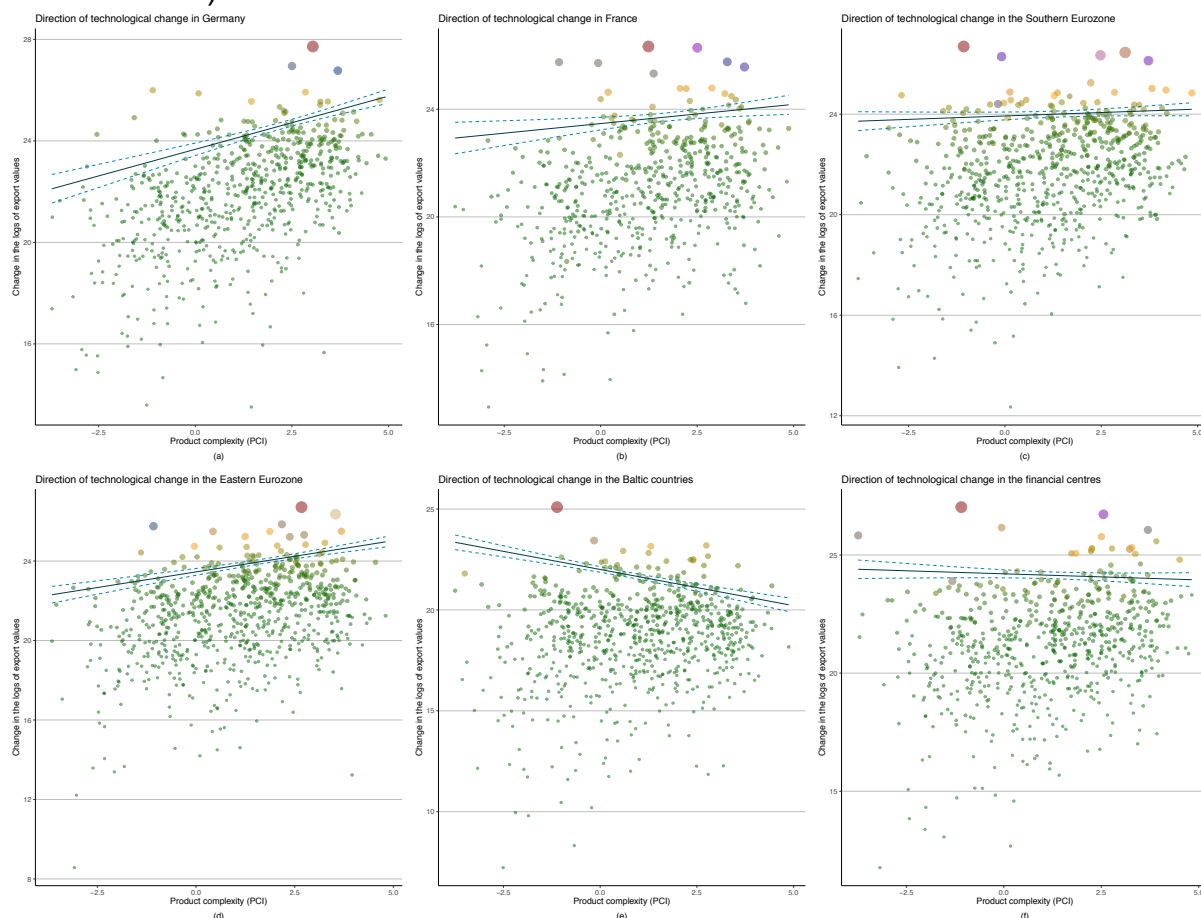 Direction of technological change in Germany
28
24
20
16
Change in the logs of export values
−2.5
0.0
2.5
5.0
Product complexity (PCI)
(a)
Direction of technological change in France
24
20
16
Change in the logs of export values
−2.5
0.0
2.5
5.0
Product complexity (PCI)
(b)
Direction of technological change in the Southern Eurozone
24
20
16
12
Change in the logs of export values
−2.5
0.0
2.5
5.0
Product complexity (PCI)
(c)
Direction of technological change in the Eastern Eurozone
24
20
16
12
8
Change in the logs of export values
−2.5
0.0
2.5
5.0
Product complexity (PCI)
(d)
Direction of technological change in the Baltic countries
25
20
15
10
Change in the logs of export values
−2.5
0.0
2.5
5.0
Product complexity (PCI)
(e)
Direction of technological change in the financial centres
25
20
15
Change in the logs of export values
−2.5
0.0
2.5
5.0
Product complexity (PCI)
(f)